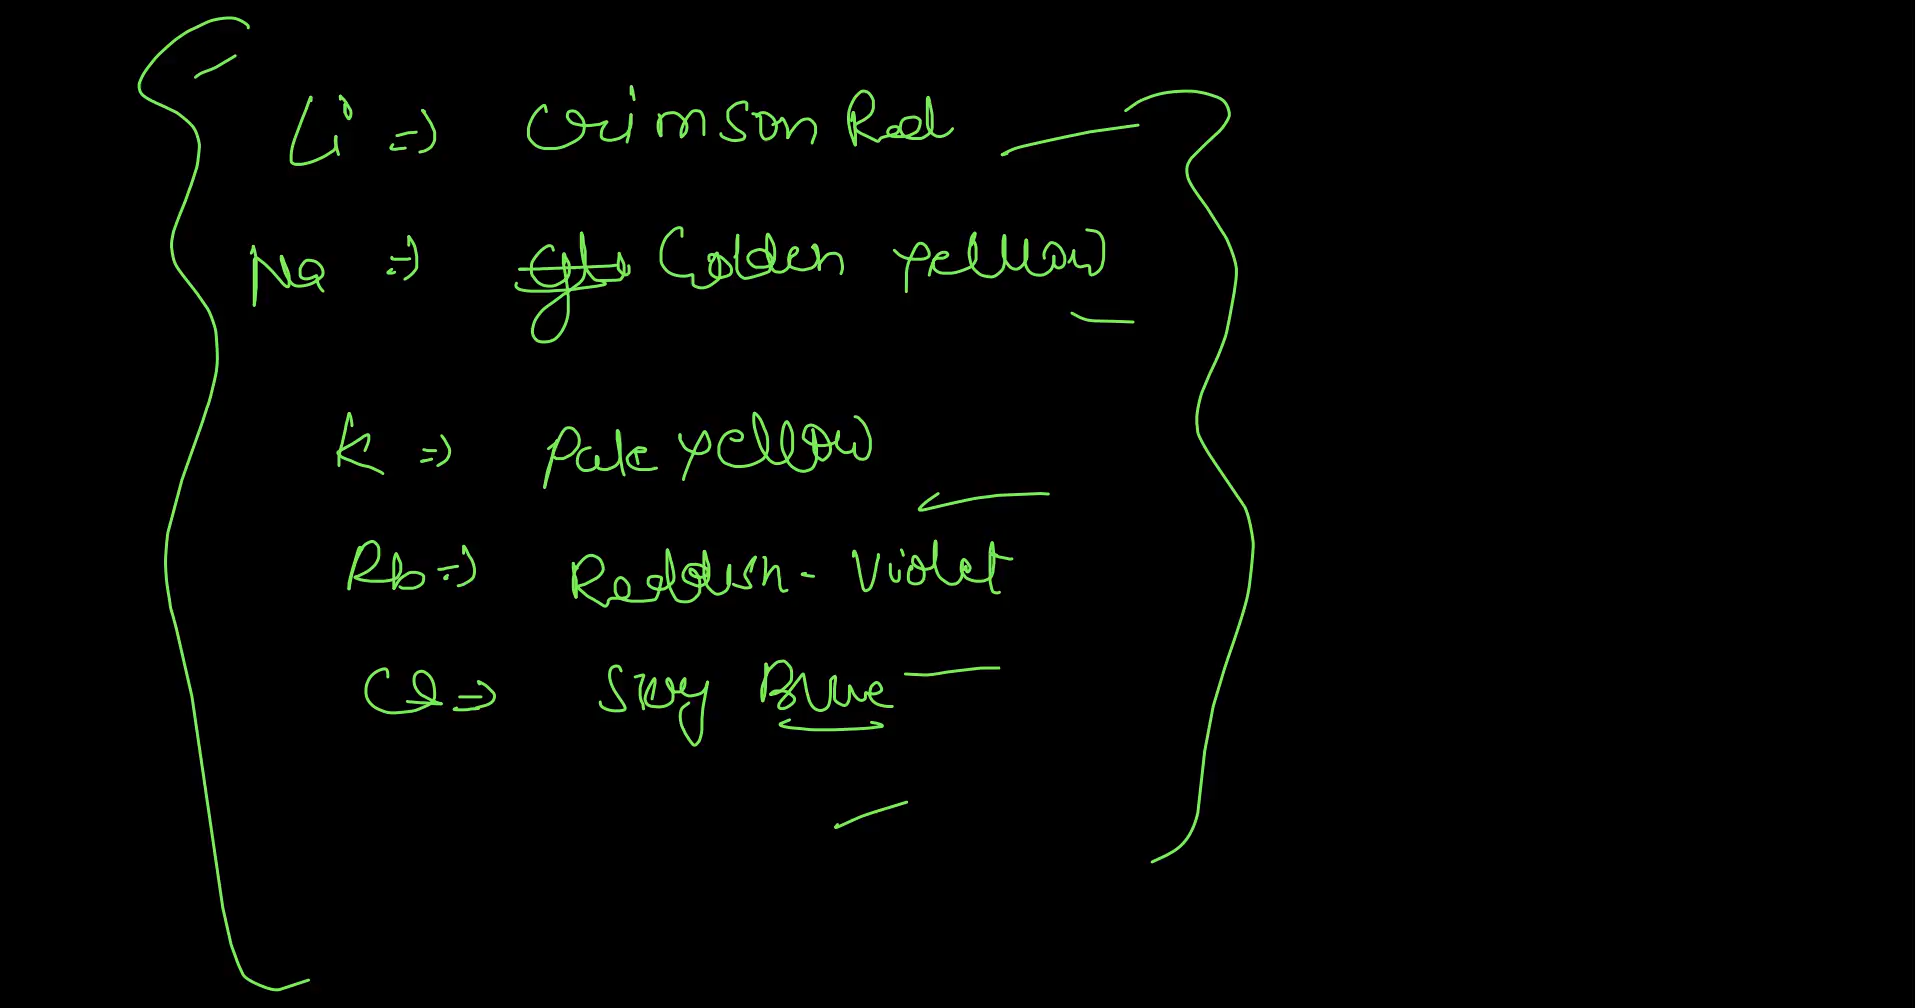 Li => Crimson Red
Na => Golden yellow
K => Pale yellow
Rb => Reddish - Violet
Cs => Sky Blue